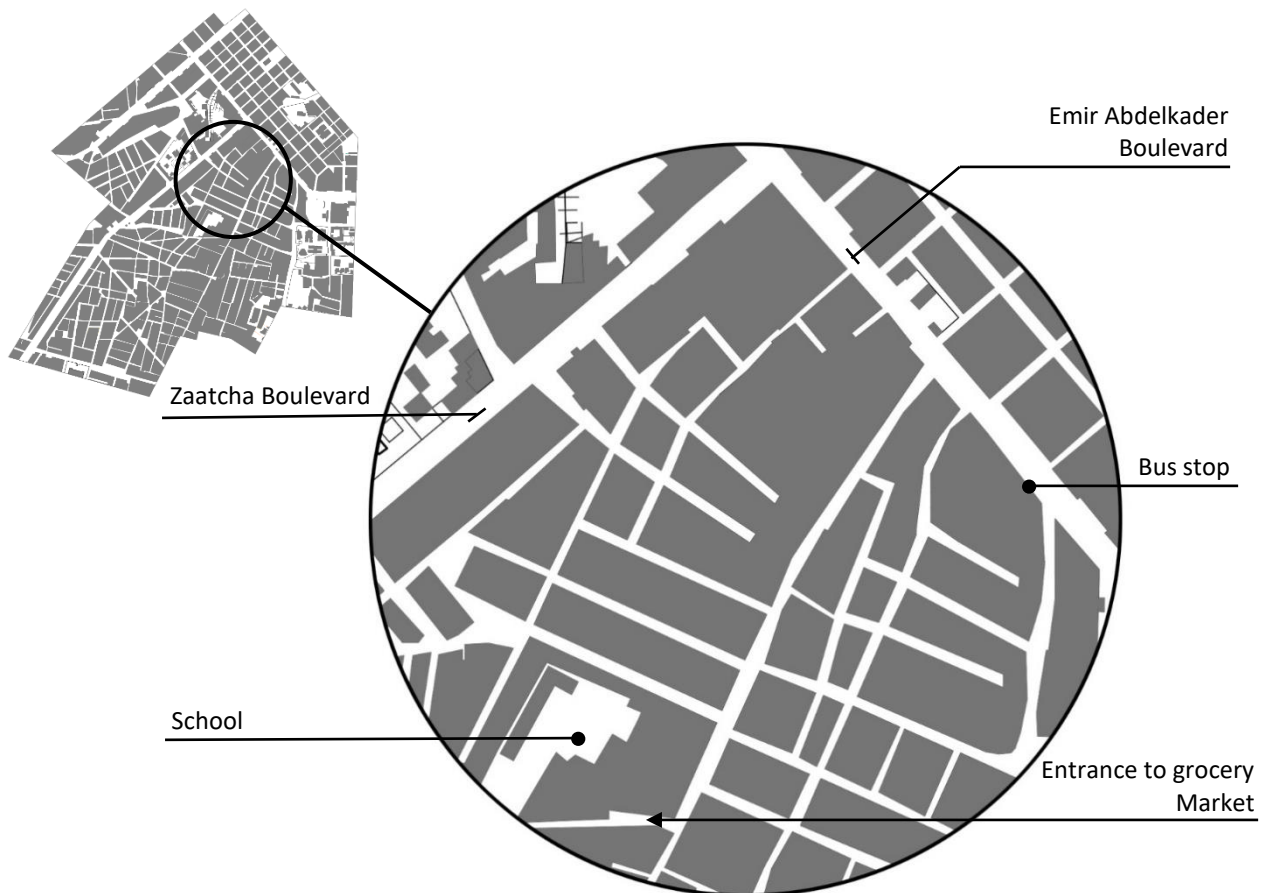 Emir Abdelkader
Boulevard
Zaatcha Boulevard
Bus stop
School
Entrance to grocery
Market